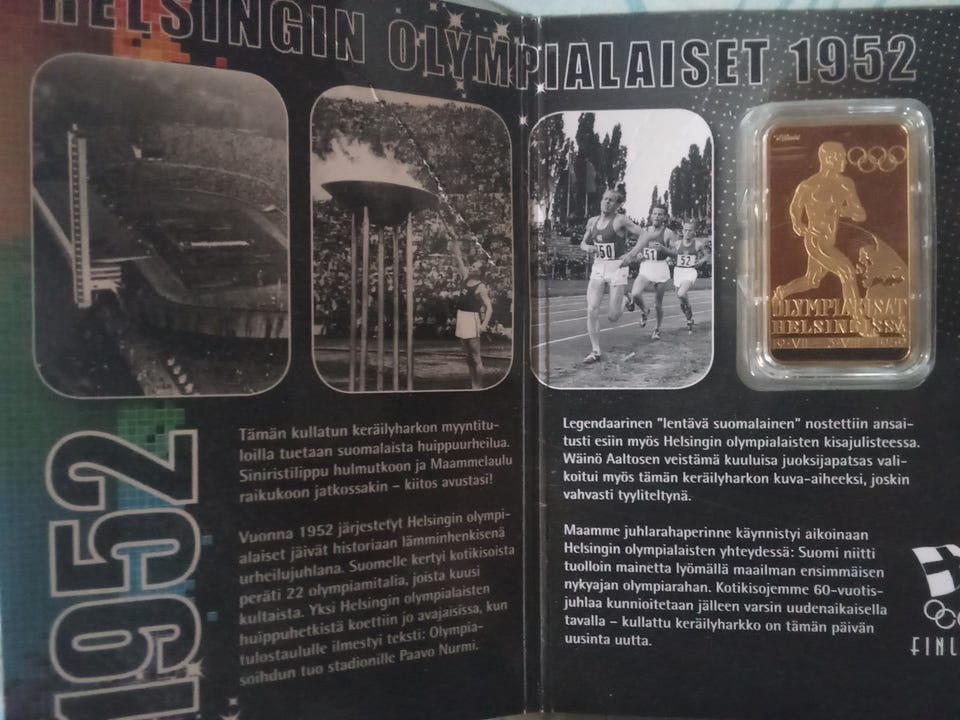 HELSINGIN OLYMPIALAISET 1952
50
51
52
OLYMPIAKISAT
HELSINGISSÄ
1952
Tämän kullatun keräilyharkon myyntitu-
loilla tuetaan suomalaista huippuurheilua.
Siniristilippu hulmutkoon ja Maammelaulu
raikukoon jatkossakin – kiitos avustasi!
Vuonna 1952 järjestetyt Helsingin olympi-
alaiset jäivät historiaan lämminhenkisenä
urheilujuhlana. Suomelle kertyi kotikisoista
peräti 22 olympiamitalia, joista kuusi
kultaista. Yksi Helsingin olympialaisten
huippuhetkistä koettiin jo avajaisissa, kun
tulostaululle ilmestyi teksti: Olympia-
soihdun tuo stadionille Paavo Nurmi.
Legendaarinen "lentävä suomalainen" nostettiin ansai-
tusti esiin myös Helsingin olympialaisten kisajulisteessa.
Wäinö Aaltosen veistämä kuuluisa juoksijapatsas vali-
koitui myös tämän keräilyharkon kuva-aiheeksi, joskin
vahvasti tyyliteltynä.
Maamme juhlarahaperinne käynnistyi aikoinaan
Helsingin olympialaisten yhteydessä: Suomi niitti
tuolloin mainetta lyömällä maailman ensimmäisen
nykyajan olympiarahan. Kotikisojemme 60-vuotis-
juhlaa kunnioitetaan jälleen varsin uudenaikaisella
tavalla – kullattu keräilyharkko on tämän päivän
uusinta uutta.
FINL